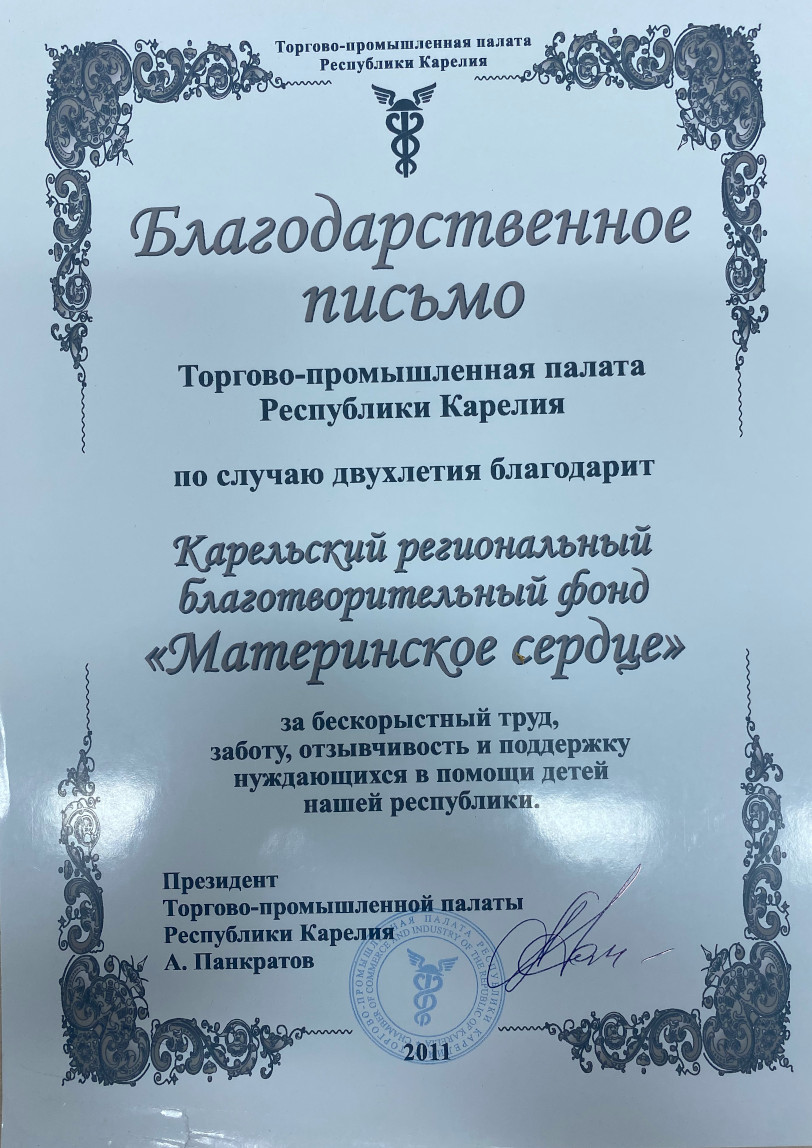 Торгово-промышленная палата
Республики Карелия
Благодарственное
письмо
Торгово-промышленная палата
Республики Карелия
по случаю двухлетия благодарит
Карельский региональный
благотворительный фонд
«Материнское сердце»
за бескорыстный труд,
заботу, отзывчивость и поддержку
нуждающихся в помощи детей
нашей республики.
Президент
Торгово-промышленной палаты
Республики Карелия
А. Панкратов
ТОРГОВО-ПРОМЫШЛЕННАЯ ПАЛАТА РЕСПУБЛИКИ КАРЕЛИЯ
CHAMBER OF COMMERCE AND INDUSTRY OF THE REPUBLIC OF KARELIA
2011